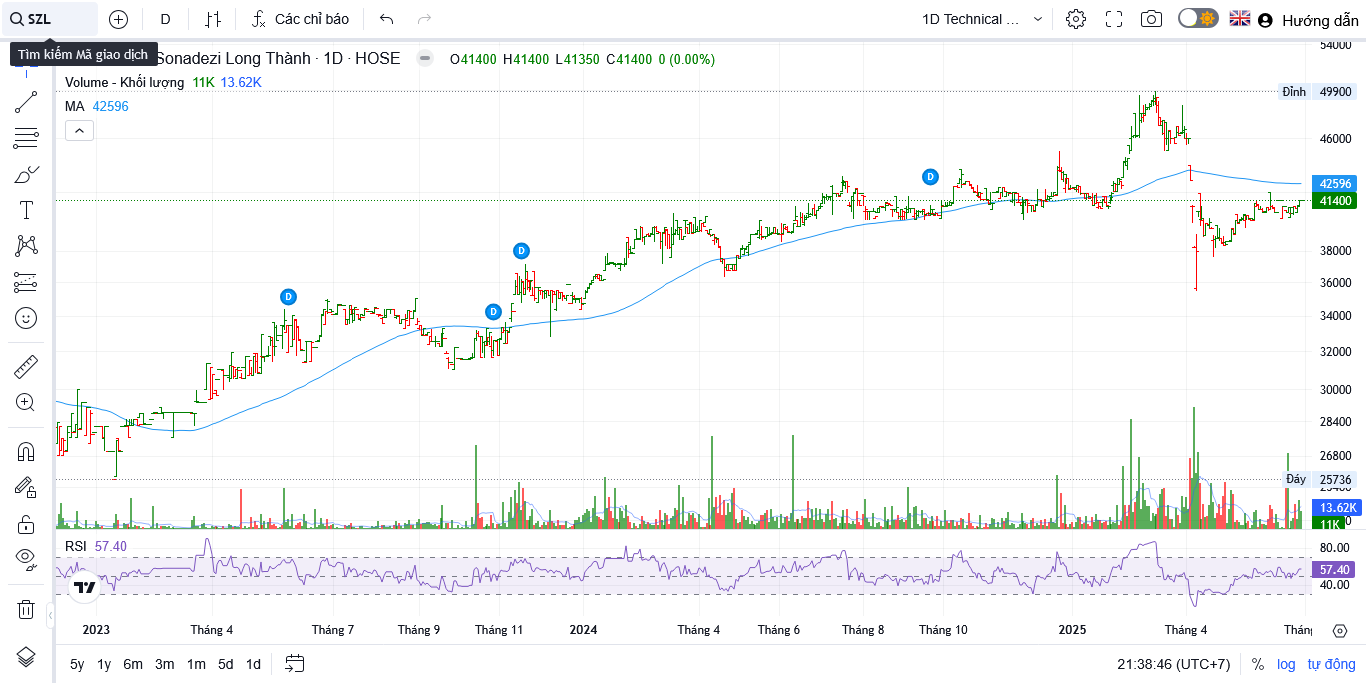 SZL D Các chỉ báo 1D Technical ... Hướng dẫn
Tìm kiếm Mã giao dịch
Sonadezi Long Thành · 1D · HOSE O41400 H41400 L41350 C41400 0 (0.00%)
Volume - Khối lượng 11K 13.62K
MA 42596
54000
Đỉnh 49900
46000
42596
41400
38000
36000
34000
32000
30000
28400
26800
Đáy 25736
13.62K
11K
D
D
D
D
RSI 57.40
80.00
57.40
40.00
2023 Tháng 4 Tháng 7 Tháng 9 Tháng 11 2024 Tháng 4 Tháng 6 Tháng 8 Tháng 10 2025 Tháng 4
5y 1y 6m 3m 1m 5d 1d 21:38:46 (UTC+7) % log tự động